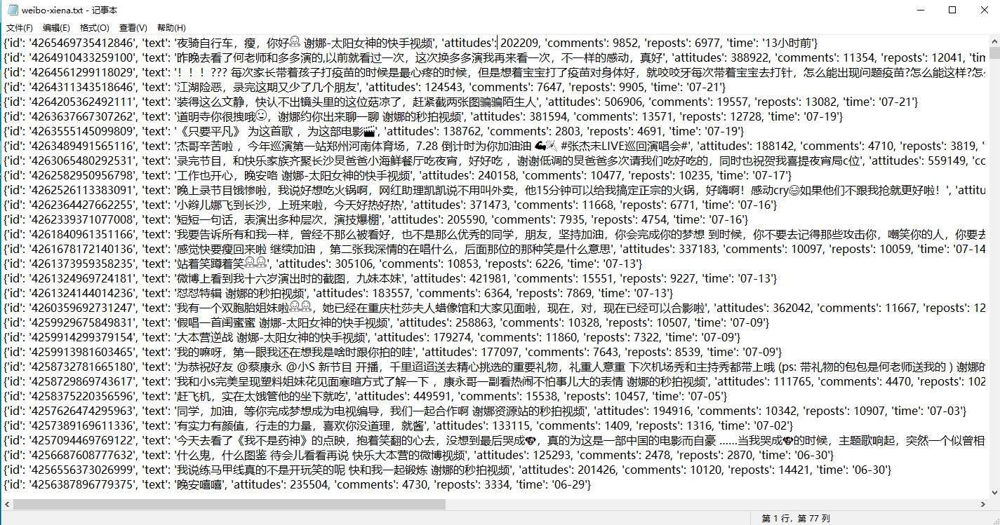 weibo-xiena.txt - 记事本
文件(F) 编辑(E) 格式(O) 查看(V) 帮助(H)
{'id': '4265469735412846', 'text': '夜骑自行车，瘦，你好 谢娜-太阳女神的快手视频', 'attitudes': 202209, 'comments': 9852, 'reposts': 6977, 'time': '13小时前'}
{'id': '4264910433259100', 'text': '昨晚去看了何老师和多多演的,以前就看过一次，这次换多多演我再来看一次，不一样的感动，真好', 'attitudes': 388922, 'comments': 11354, 'reposts': 12041, 'tim
{'id': '4264561299118029', 'text': '！！！??? 每次家长带着孩子打疫苗的时候是最心疼的时候，但是想着宝宝打了疫苗对身体好，就咬咬牙每次带着宝宝去打针，怎么能出现问题疫苗?怎么能这样?怎
{'id': '4264311343518646', 'text': '江湖险恶，录完这期又少了几个朋友', 'attitudes': 124543, 'comments': 7647, 'reposts': 9905, 'time': '07-21'}
{'id': '4264205362492111', 'text': '装得这么文静，快认不出镜头里的这位菇凉了，赶紧截两张图骗骗陌生人', 'attitudes': 506906, 'comments': 19557, 'reposts': 13082, 'time': '07-21'}
{'id': '4263637667307262', 'text': '道明寺你很拽哦😮，谢娜约你出来聊一聊 谢娜的秒拍视频', 'attitudes': 381594, 'comments': 13571, 'reposts': 12728, 'time': '07-19'}
{'id': '4263555145099809', 'text': '《只要平凡》 为这首歌 ，为这部电影🎬', 'attitudes': 138762, 'comments': 2803, 'reposts': 4691, 'time': '07-19'}
{'id': '4263489491565116', 'text': '杰哥辛苦啦 ，今年巡演第一站郑州河南体育场，7.28 倒计时为你加油油 💪🎉 #张杰未LIVE巡回演唱会#', 'attitudes': 188142, 'comments': 4710, 'reposts': 3819, '
{'id': '4263065480292531', 'text': '录完节目，和快乐家族齐聚长沙炅爸爸小海鲜餐厅吃夜宵，好好吃 ，谢谢低调的炅爸爸多次请我们吃好吃的，同时也祝贺我喜提夜宵局c位', 'attitudes': 559149, 'co
{'id': '4262582950956798', 'text': '工作也开心，晚安咯 谢娜-太阳女神的快手视频', 'attitudes': 240158, 'comments': 10477, 'reposts': 10235, 'time': '07-17'}
{'id': '4262526113383091', 'text': '晚上录节目饿惨啦，我说好想吃火锅啊，网红助理凯凯说不用叫外卖，他15分钟可以给我搞定正宗的火锅，好嗨啊！感动cry😂如果他们不跟我抢就更好啦！', 'attitu
{'id': '4262364427662255', 'text': '小辫儿娜飞到长沙，上班来啦，今天好热好热', 'attitudes': 371473, 'comments': 11668, 'reposts': 6771, 'time': '07-16'}
{'id': '4262339371077008', 'text': '短短一句话，表演出多种层次，演技爆棚', 'attitudes': 205590, 'comments': 7935, 'reposts': 4754, 'time': '07-16'}
{'id': '4261840961351166', 'text': '我要告诉所有和我一样，曾经不那么被看好，也不是那么优秀的同学，朋友，坚持加油，你会完成你的梦想 到时候，你不要去记得那些攻击你，嘲笑你的人，你要去
{'id': '4261678172140136', 'text': '感觉快要瘦回来啦 继续加油 ，第二张我深情的在唱什么，后面那位的那种笑是什么意思', 'attitudes': 337183, 'comments': 10097, 'reposts': 10059, 'time': '07-14
{'id': '4261373959358235', 'text': '站着笑蹲着笑', 'attitudes': 305106, 'comments': 10853, 'reposts': 6226, 'time': '07-13'}
{'id': '4261324969724181', 'text': '微博上看到我十六岁演出时的截图，九妹本妹', 'attitudes': 421981, 'comments': 15551, 'reposts': 9227, 'time': '07-13'}
{'id': '4261324144014236', 'text': '怼怼特辑 谢娜的秒拍视频', 'attitudes': 183557, 'comments': 6364, 'reposts': 7869, 'time': '07-13'}
{'id': '4260359692731247', 'text': '我有一个双胞胎姐妹啦，她已经在重庆杜莎夫人蜡像馆和大家见面啦，现在，对，现在已经可以合影啦', 'attitudes': 362042, 'comments': 11667, 'reposts': 12
{'id': '4259929675849831', 'text': '假唱一首闺蜜蜜 谢娜-太阳女神的快手视频', 'attitudes': 258863, 'comments': 10328, 'reposts': 10507, 'time': '07-09'}
{'id': '4259914299379154', 'text': '大本营逆战 谢娜-太阳女神的快手视频', 'attitudes': 179274, 'comments': 11860, 'reposts': 7322, 'time': '07-09'}
{'id': '4259913981603465', 'text': '我的嘛呀，第一眼我还在想我是啥时跟你拍的哇', 'attitudes': 177097, 'comments': 7643, 'reposts': 8539, 'time': '07-09'}
{'id': '4258732781665180', 'text': '为恭祝好友 @蔡康永 @小S 新节目 开播，千里迢迢送去精心挑选的重要礼物，礼重人意重 下次机场秀和主持秀都带上哦 (ps: 带礼物的包包是何老师送我的 ) 谢娜的
{'id': '4258729869743617', 'text': '我和小s完美呈现塑料姐妹花见面寒暄方式了解一下 ，康永哥一副看热闹不怕事儿大的表情 谢娜的秒拍视频', 'attitudes': 111765, 'comments': 4470, 'reposts': 102
{'id': '4258375220356596', 'text': '赶飞机，实在太饿管他的坐下就吃', 'attitudes': 449591, 'comments': 15538, 'reposts': 10457, 'time': '07-05'}
{'id': '4257626474295963', 'text': '同学，加油，等你完成梦想成为电视编导，我们一起合作啊 谢娜资源站的秒拍视频', 'attitudes': 194916, 'comments': 10342, 'reposts': 10907, 'time': '07-03'}
{'id': '4257389169611336', 'text': '有实力有颜值，行走的力量，喜欢你没道理，就酱', 'attitudes': 133115, 'comments': 1409, 'reposts': 1316, 'time': '07-02'}
{'id': '4257094469769122', 'text': '今天去看了《我不是药神》的点映，抱着笑翻的心去，没想到最后哭成，真的为这是一部中国的电影而自豪 ......当我哭成的时候，主题歌响起，突然一个似曾相
{'id': '4256687608777632', 'text': '什么鬼，什么图鉴 待会儿看看再说 快乐大本营的微博视频', 'attitudes': 125293, 'comments': 2478, 'reposts': 2870, 'time': '06-30'}
{'id': '4256556373026999', 'text': '我说练马甲线真的不是开玩笑的呢 快和我一起锻炼 谢娜的秒拍视频', 'attitudes': 201426, 'comments': 10120, 'reposts': 14421, 'time': '06-30'}
{'id': '4256387896779375', 'text': '晚安嘻嘻', 'attitudes': 235504, 'comments': 4730, 'reposts': 3334, 'time': '06-29'}
第 1 行，第 77 列